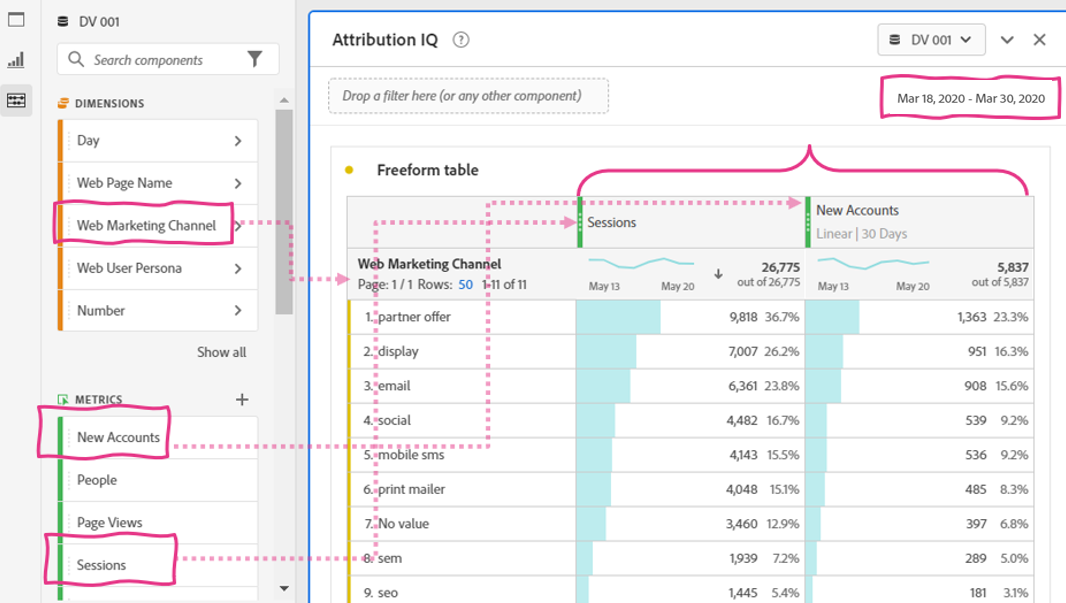 DV 001
Search components
DIMENSIONS
Day
Web Page Name
Web Marketing Channel
Web User Persona
Number
Show all
METRICS
New Accounts
People
Page Views
Sessions
Attribution IQ ?
DV 001
Drop a filter here (or any other component)
Mar 18, 2020 - Mar 30, 2020
Freeform table
Sessions
New Accounts
Linear | 30 Days
Web Marketing Channel
Page: 1 / 1 Rows: 50 1-11 of 11
May 13 May 20
26,775
out of 26,775
May 13 May 20
5,837
out of 5,837
1. partner offer 9,818 36.7% 1,363 23.3%
2. display 7,007 26.2% 951 16.3%
3. email 6,361 23.8% 908 15.6%
4. social 4,482 16.7% 539 9.2%
5. mobile sms 4,143 15.5% 536 9.2%
6. print mailer 4,048 15.1% 485 8.3%
7. No value 3,460 12.9% 397 6.8%
8. sem 1,939 7.2% 289 5.0%
9. seo 1,445 5.4% 181 3.1%